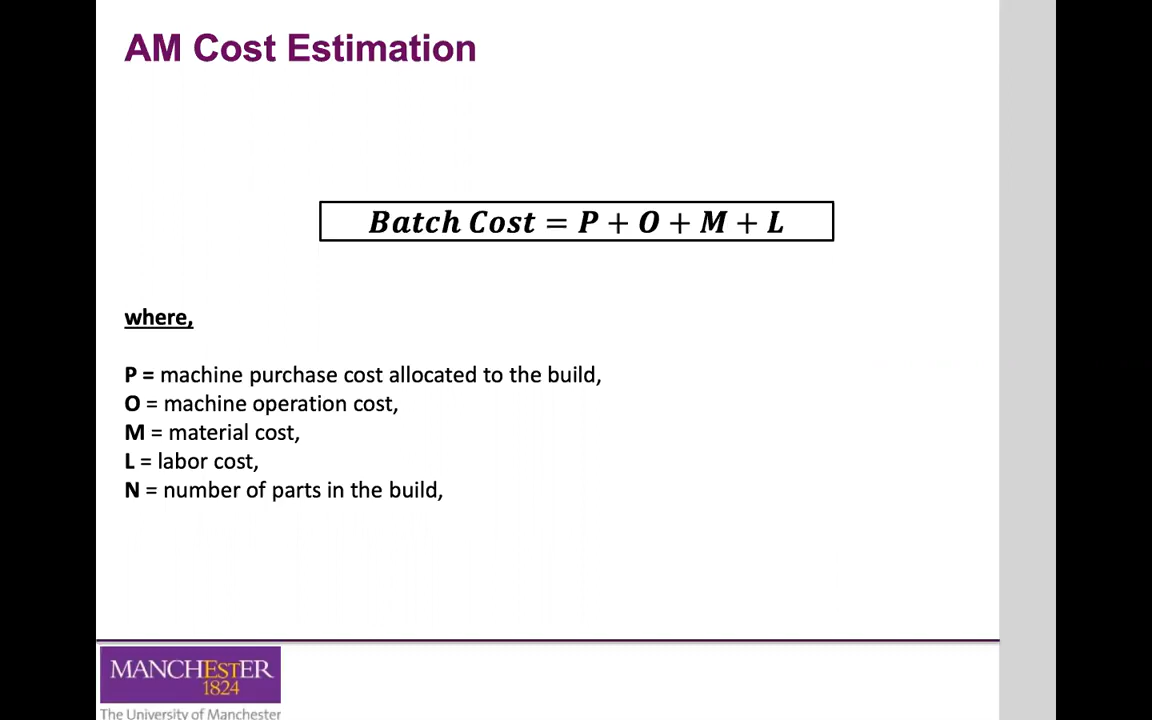 AM Cost Estimation
Batch Cost = P + O + M + L
where,
P = machine purchase cost allocated to the build,
O = machine operation cost,
M = material cost,
L = labor cost,
N = number of parts in the build,
MANCHESTER
1824
The University of Manchester